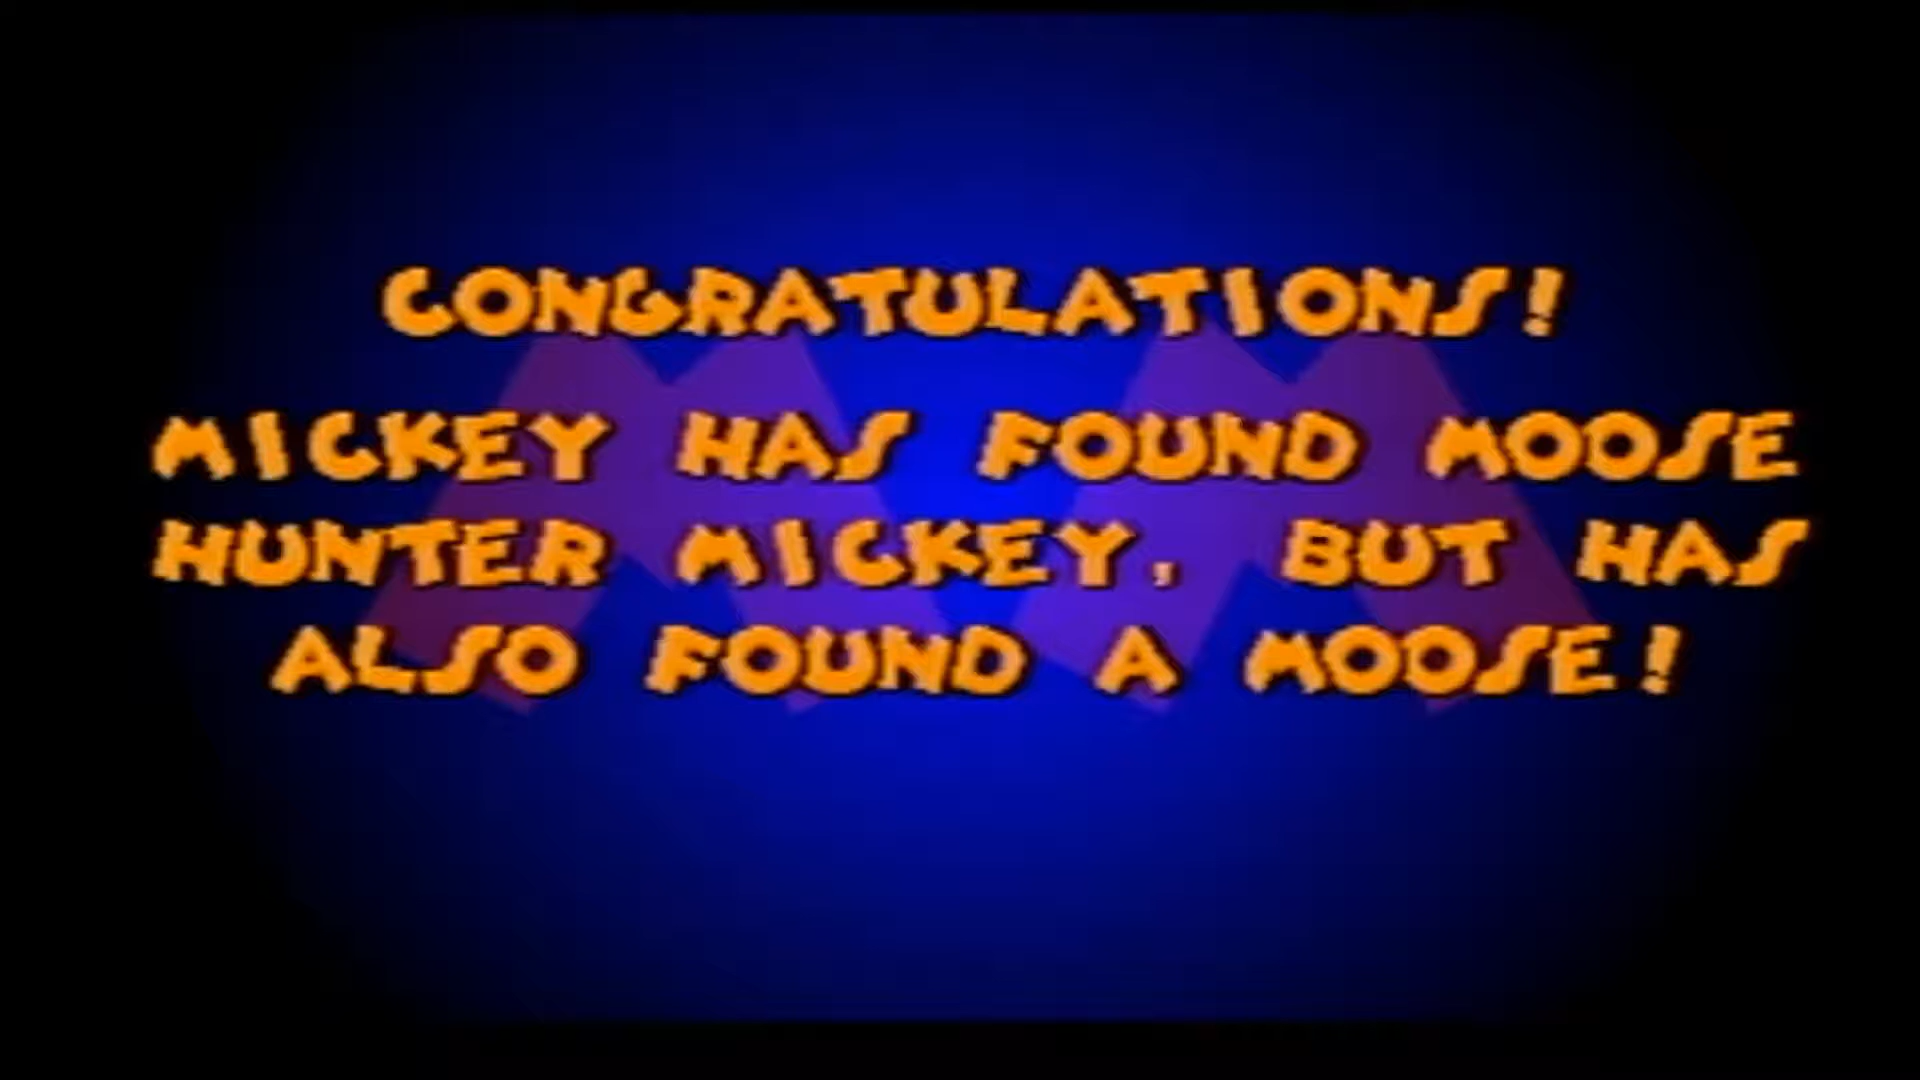 CONGRATULATIONS!
MICKEY HAS FOUND MOOSE
HUNTER MICKEY, BUT HAS
ALSO FOUND A MOOSE!